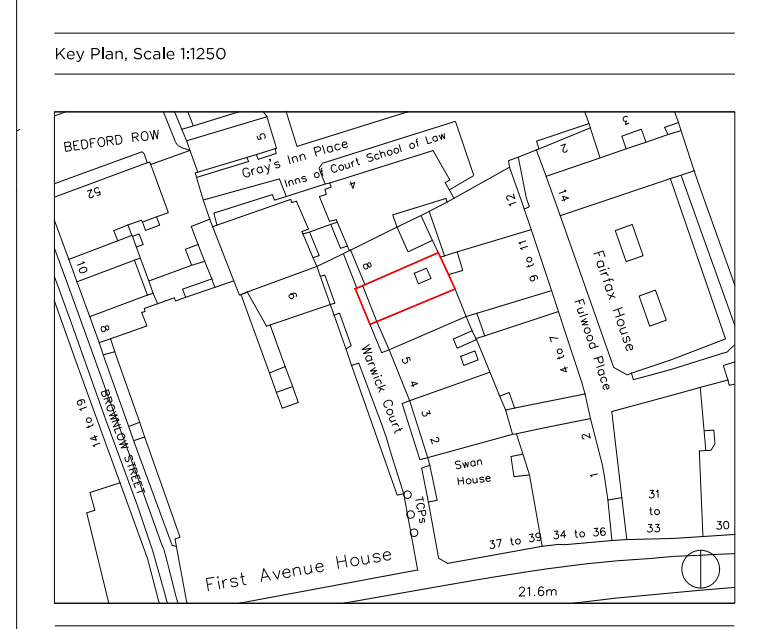 Key Plan, Scale 1:1250
BEDFORD ROW
52
5
Gray's Inn Place
Inns of Court School of Law
4
3
2
14
12
9 to 11
Fairfax House
Fulwood Place
4 to 7
10
8
8
6
Warwick Court
5
4
3
2
BROWNLOW STREET
14 to 19
Swan
House
2
1
TCPs
31
to
33
30
37 to 39
34 to 36
First Avenue House
21.6m